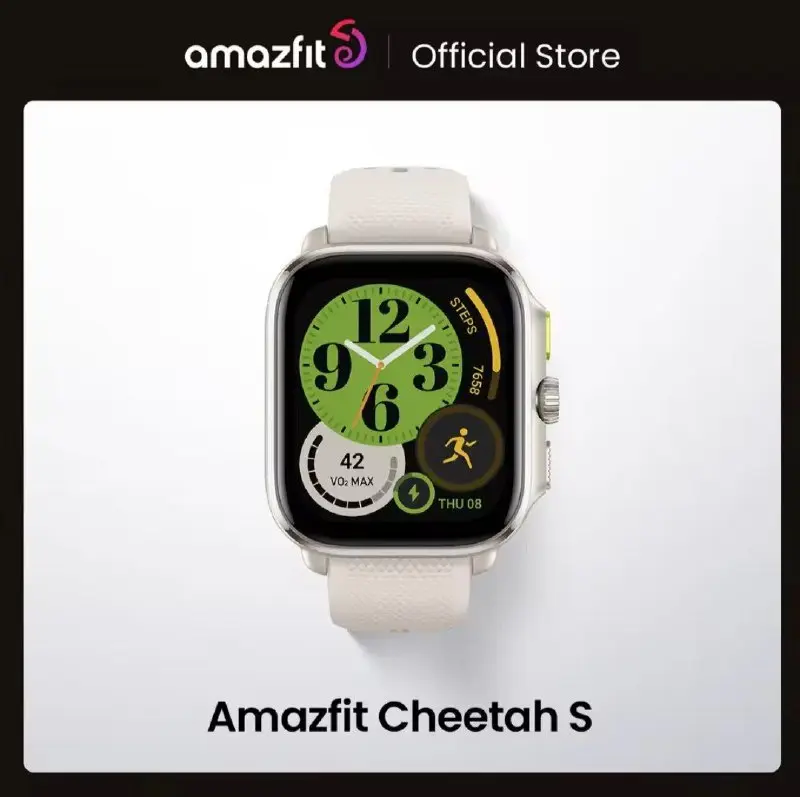 amazfit | Official Store
12
9 3
6
STEPS
7658
42
VO₂ MAX
THU 08
Amazfit Cheetah S